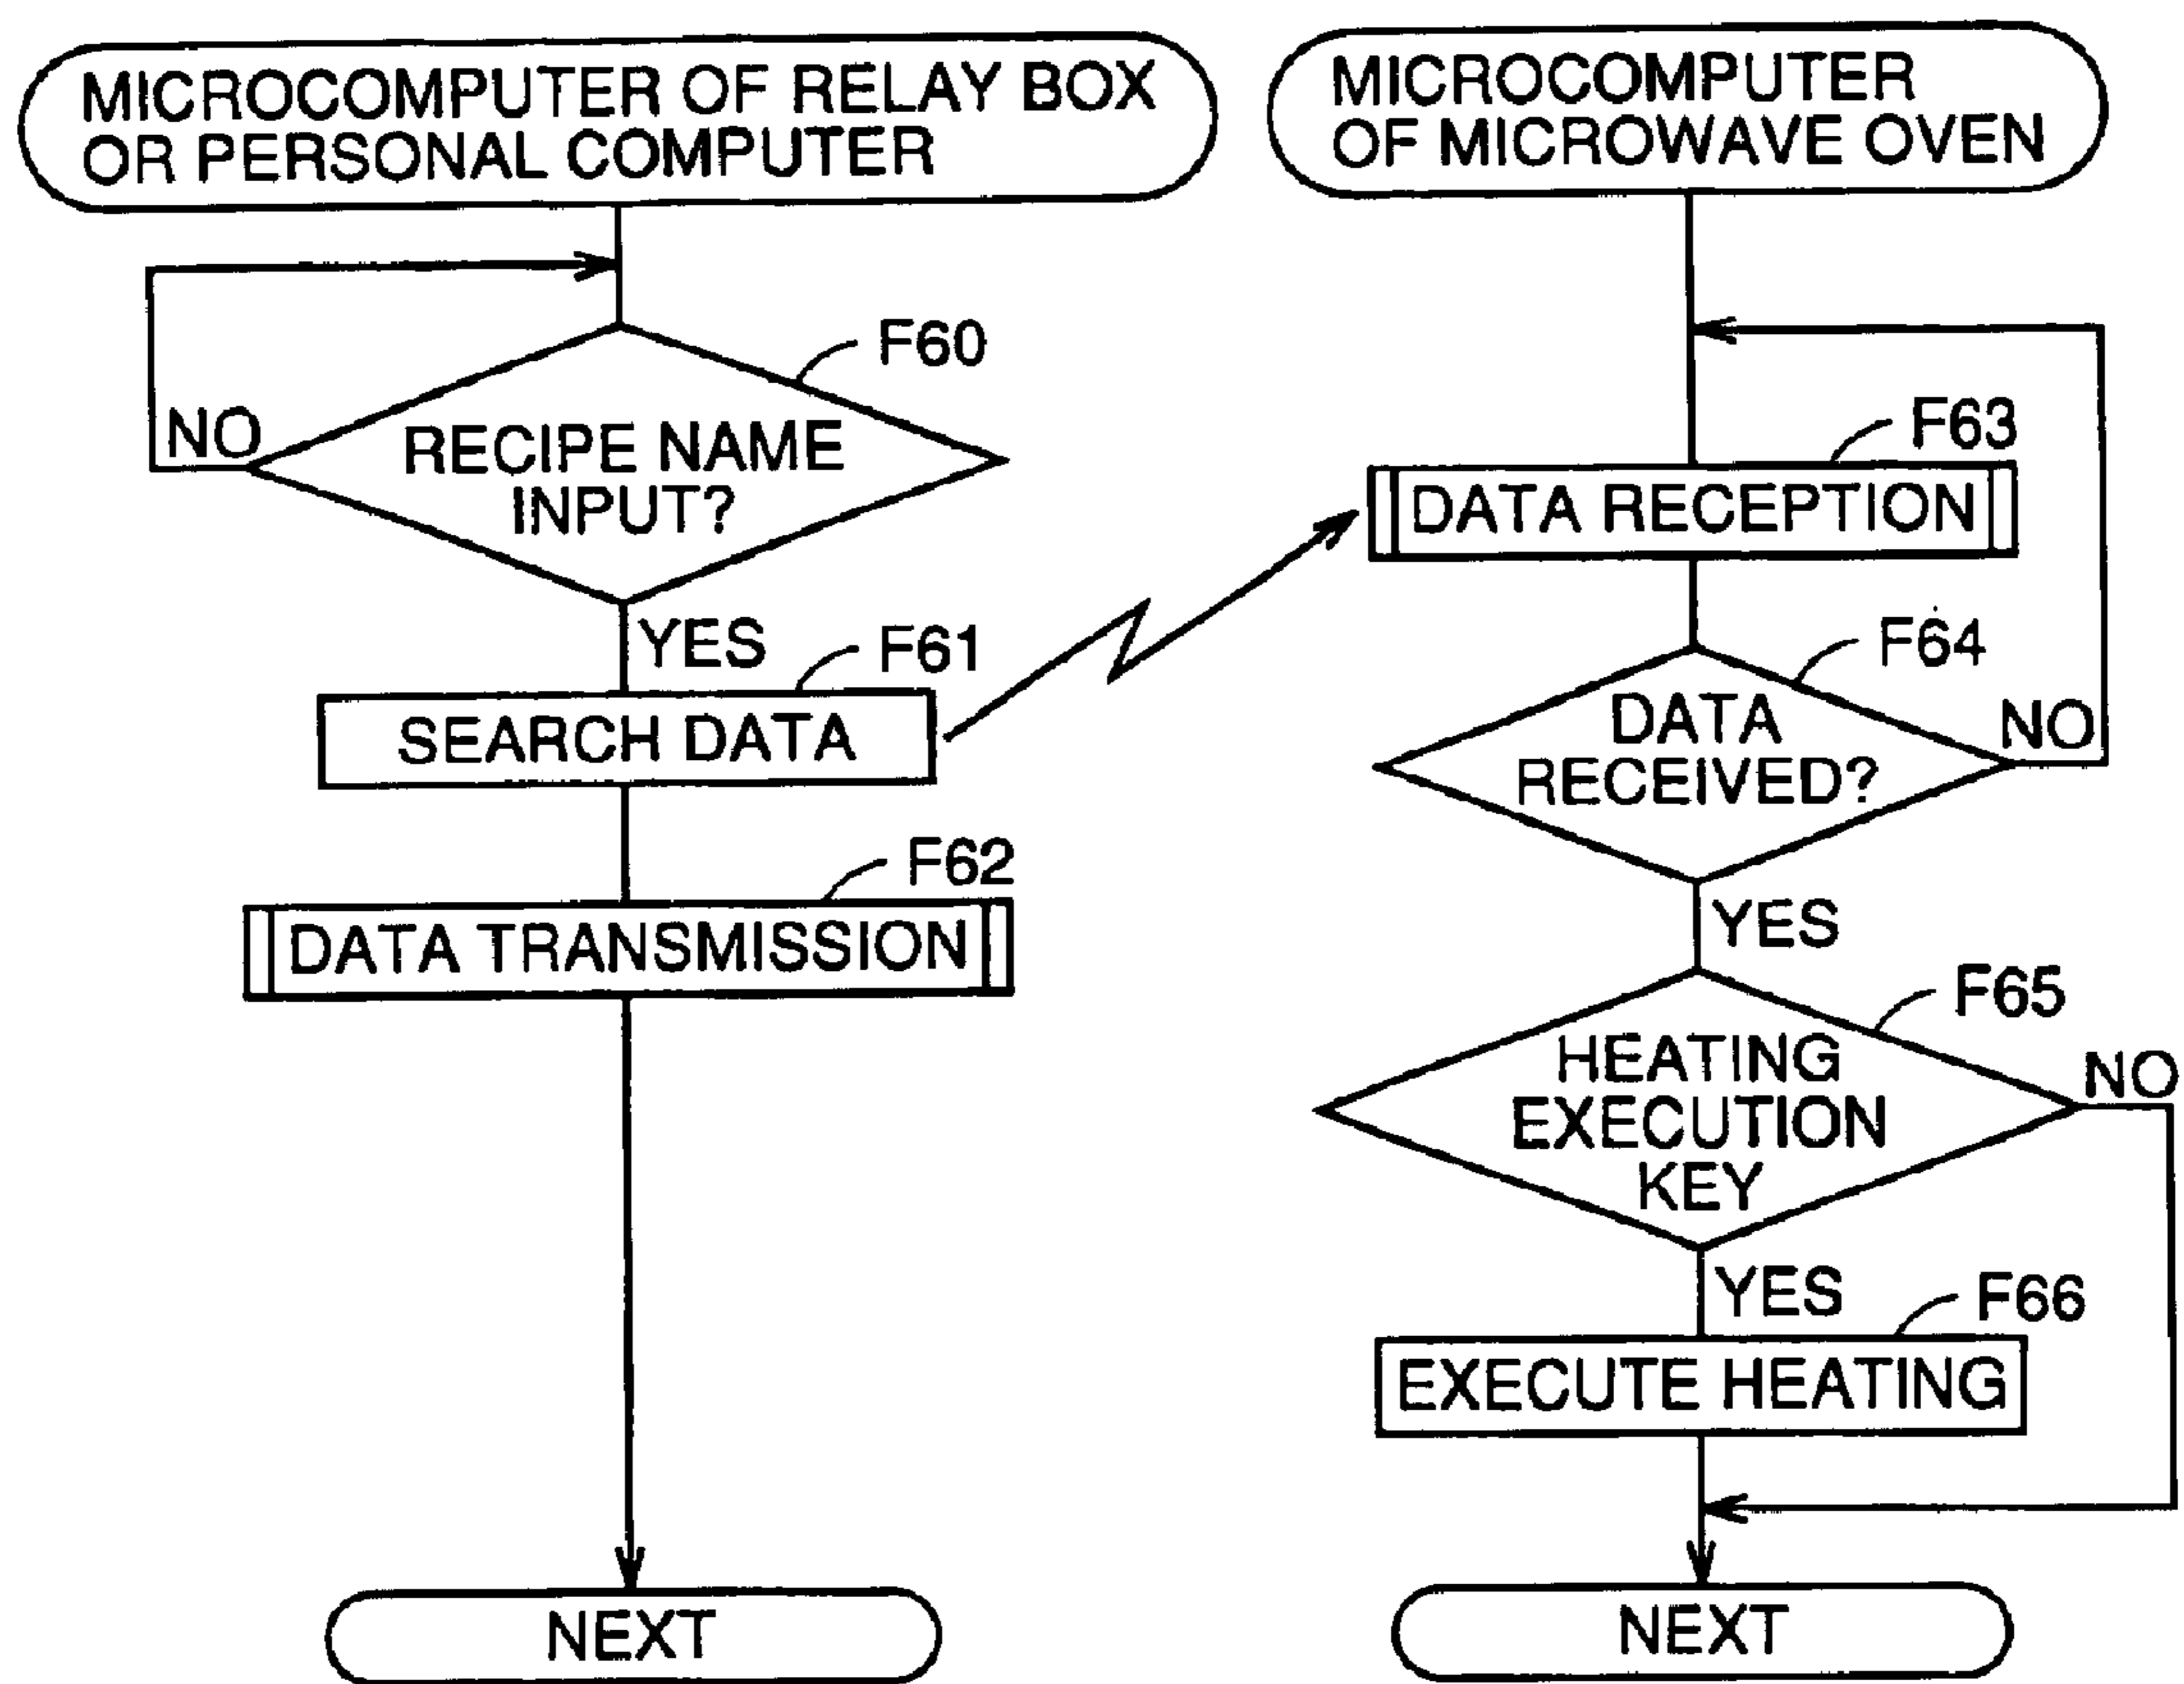 MICROCOMPUTER OF RELAY BOX
OR PERSONAL COMPUTER
F60
NO
RECIPE NAME
INPUT?
YES
F61
SEARCH DATA
F62
DATA TRANSMISSION
NEXT
MICROCOMPUTER
OF MICROWAVE OVEN
F63
DATA RECEPTION
F64
DATA
RECEIVED?
NO
YES
F65
HEATING
EXECUTION
KEY
NO
YES
F66
EXECUTE HEATING
NEXT